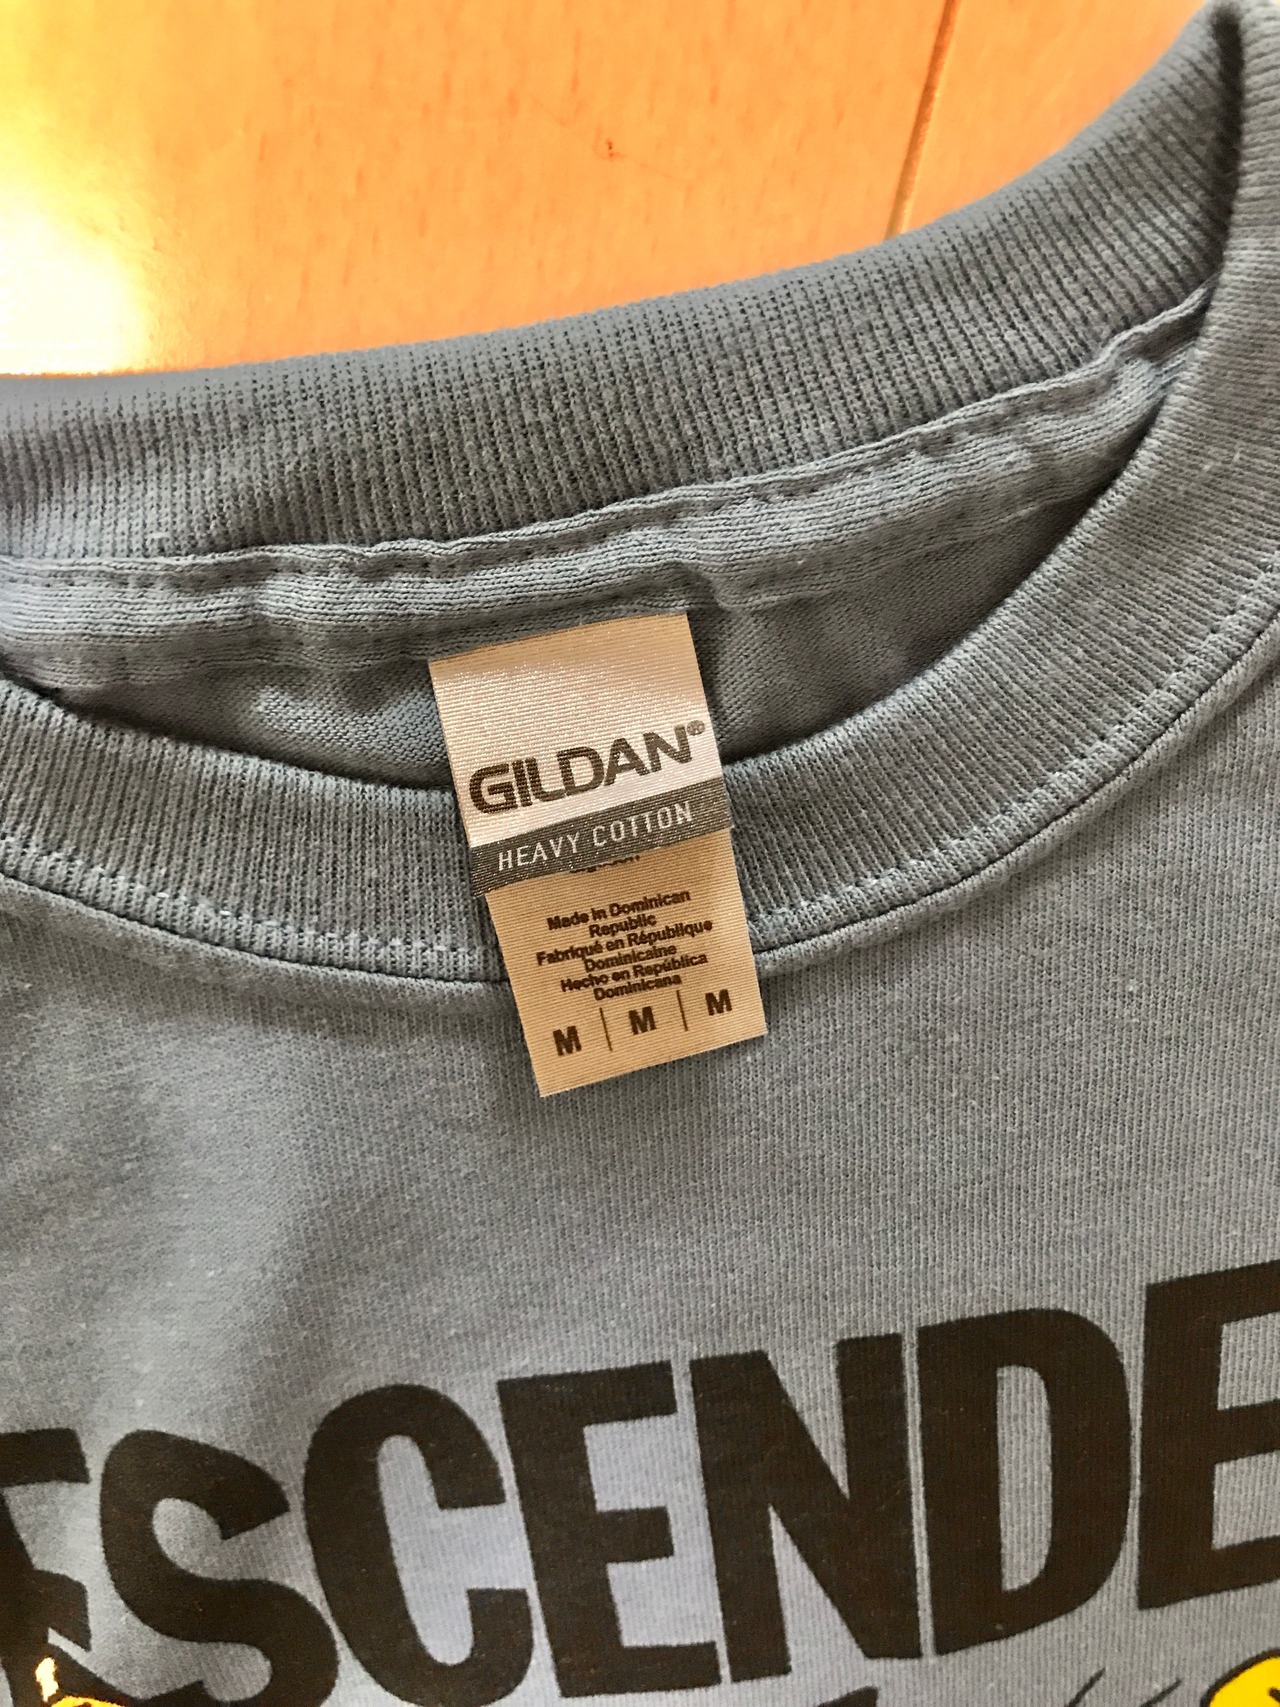 GILDAN®
HEAVY COTTON
Made in Dominican
Republic
Fabriqué en République
Dominicaine
Hecho en República
Dominicana
M | M | M
ESCENDE